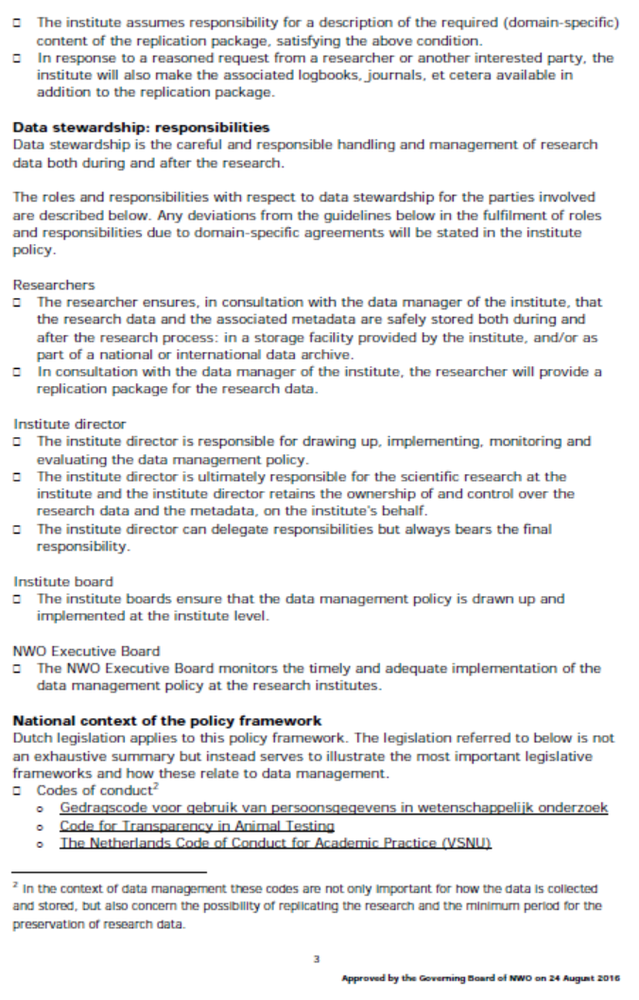 □ The institute assumes responsibility for a description of the required (domain-specific)
content of the replication package, satisfying the above condition.
□ In response to a reasoned request from a researcher or another interested party, the
institute will also make the associated logbooks, journals, et cetera available in
addition to the replication package.
Data stewardship: responsibilities
Data stewardship is the careful and responsible handling and management of research
data both during and after the research.
The roles and responsibilities with respect to data stewardship for the parties involved
are described below. Any deviations from the guidelines below in the fulfilment of roles
and responsibilities due to domain-specific agreements will be stated in the institute
policy.
Researchers
□ The researcher ensures, in consultation with the data manager of the institute, that
the research data and the associated metadata are safely stored both during and
after the research process: in a storage facility provided by the institute, and/or as
part of a national or international data archive.
□ In consultation with the data manager of the institute, the researcher will provide a
replication package for the research data.
Institute director
□ The institute director is responsible for drawing up, implementing, monitoring and
evaluating the data management policy.
□ The institute director is ultimately responsible for the scientific research at the
institute and the institute director retains the ownership of and control over the
research data and the metadata, on the institute's behalf.
□ The institute director can delegate responsibilities but always bears the final
responsibility.
Institute board
□ The institute boards ensure that the data management policy is drawn up and
implemented at the institute level.
NWO Executive Board
□ The NWO Executive Board monitors the timely and adequate implementation of the
data management policy at the research institutes.
National context of the policy framework
Dutch legislation applies to this policy framework. The legislation referred to below is not
an exhaustive summary but instead serves to illustrate the most important legislative
frameworks and how these relate to data management.
□ Codes of conduct²
o Gedragscode voor gebruik van persoonsgegevens in wetenschappelijk onderzoek
o Code for Transparency in Animal Testing
o The Netherlands Code of Conduct for Academic Practice (VSNU)
² In the context of data management these codes are not only important for how the data is collected
and stored, but also concern the possibility of replicating the research and the minimum period for the
preservation of research data.
3
Approved by the Governing Board of NWO on 24 August 2016